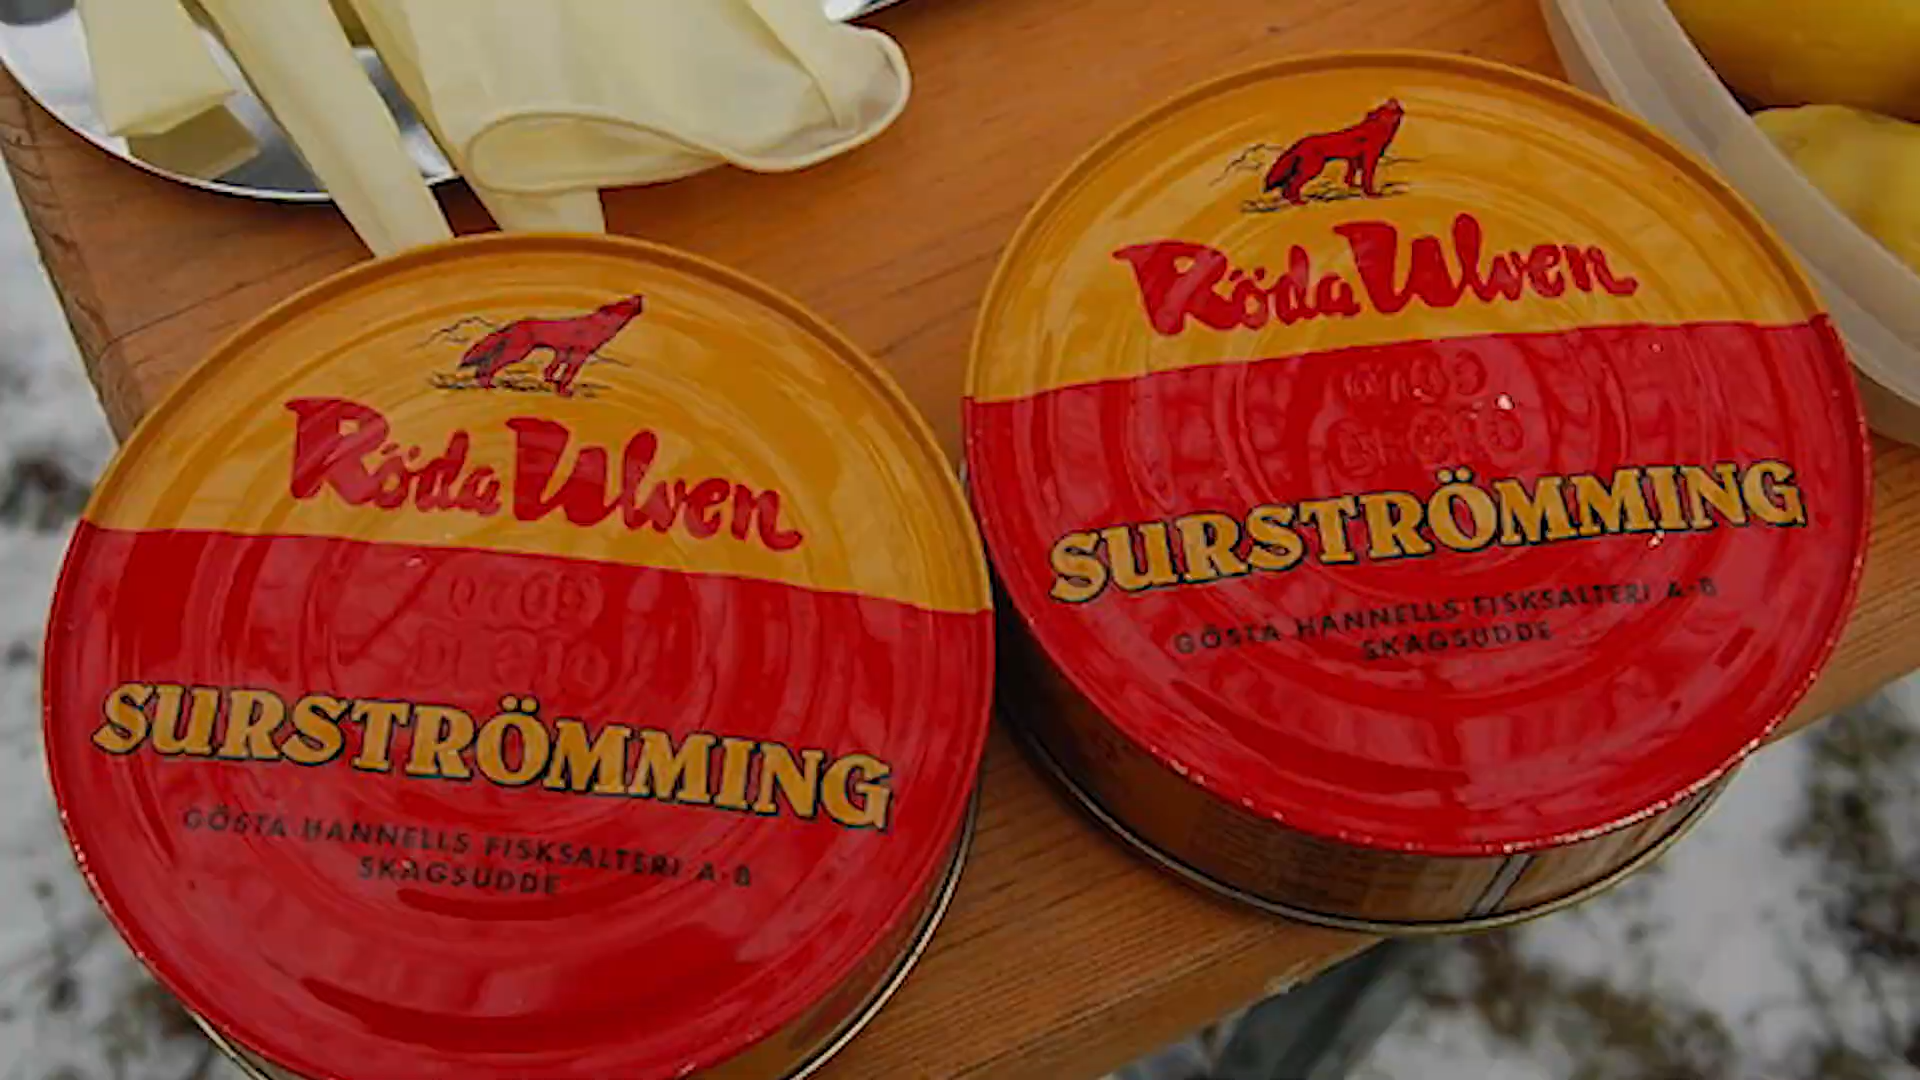 Röda Ulven
SURSTRÖMMING
GÖSTA HANNELLS FISKSALTERI A-B
SKAGSUDDE
Röda Ulven
SURSTRÖMMING
GÖSTA HANNELLS FISKSALTERI A-B
SKAGSUDDE